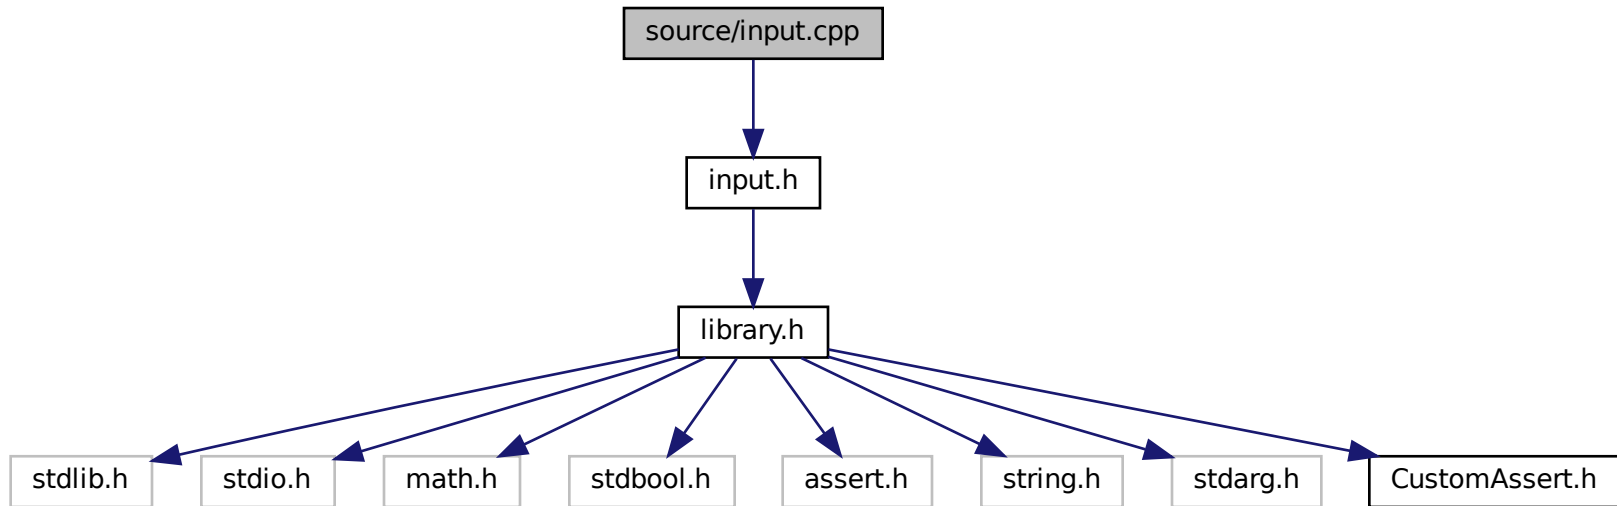 source/input.cpp
input.h
library.h
stdlib.h
stdio.h
math.h
stdbool.h
assert.h
string.h
stdarg.h
CustomAssert.h